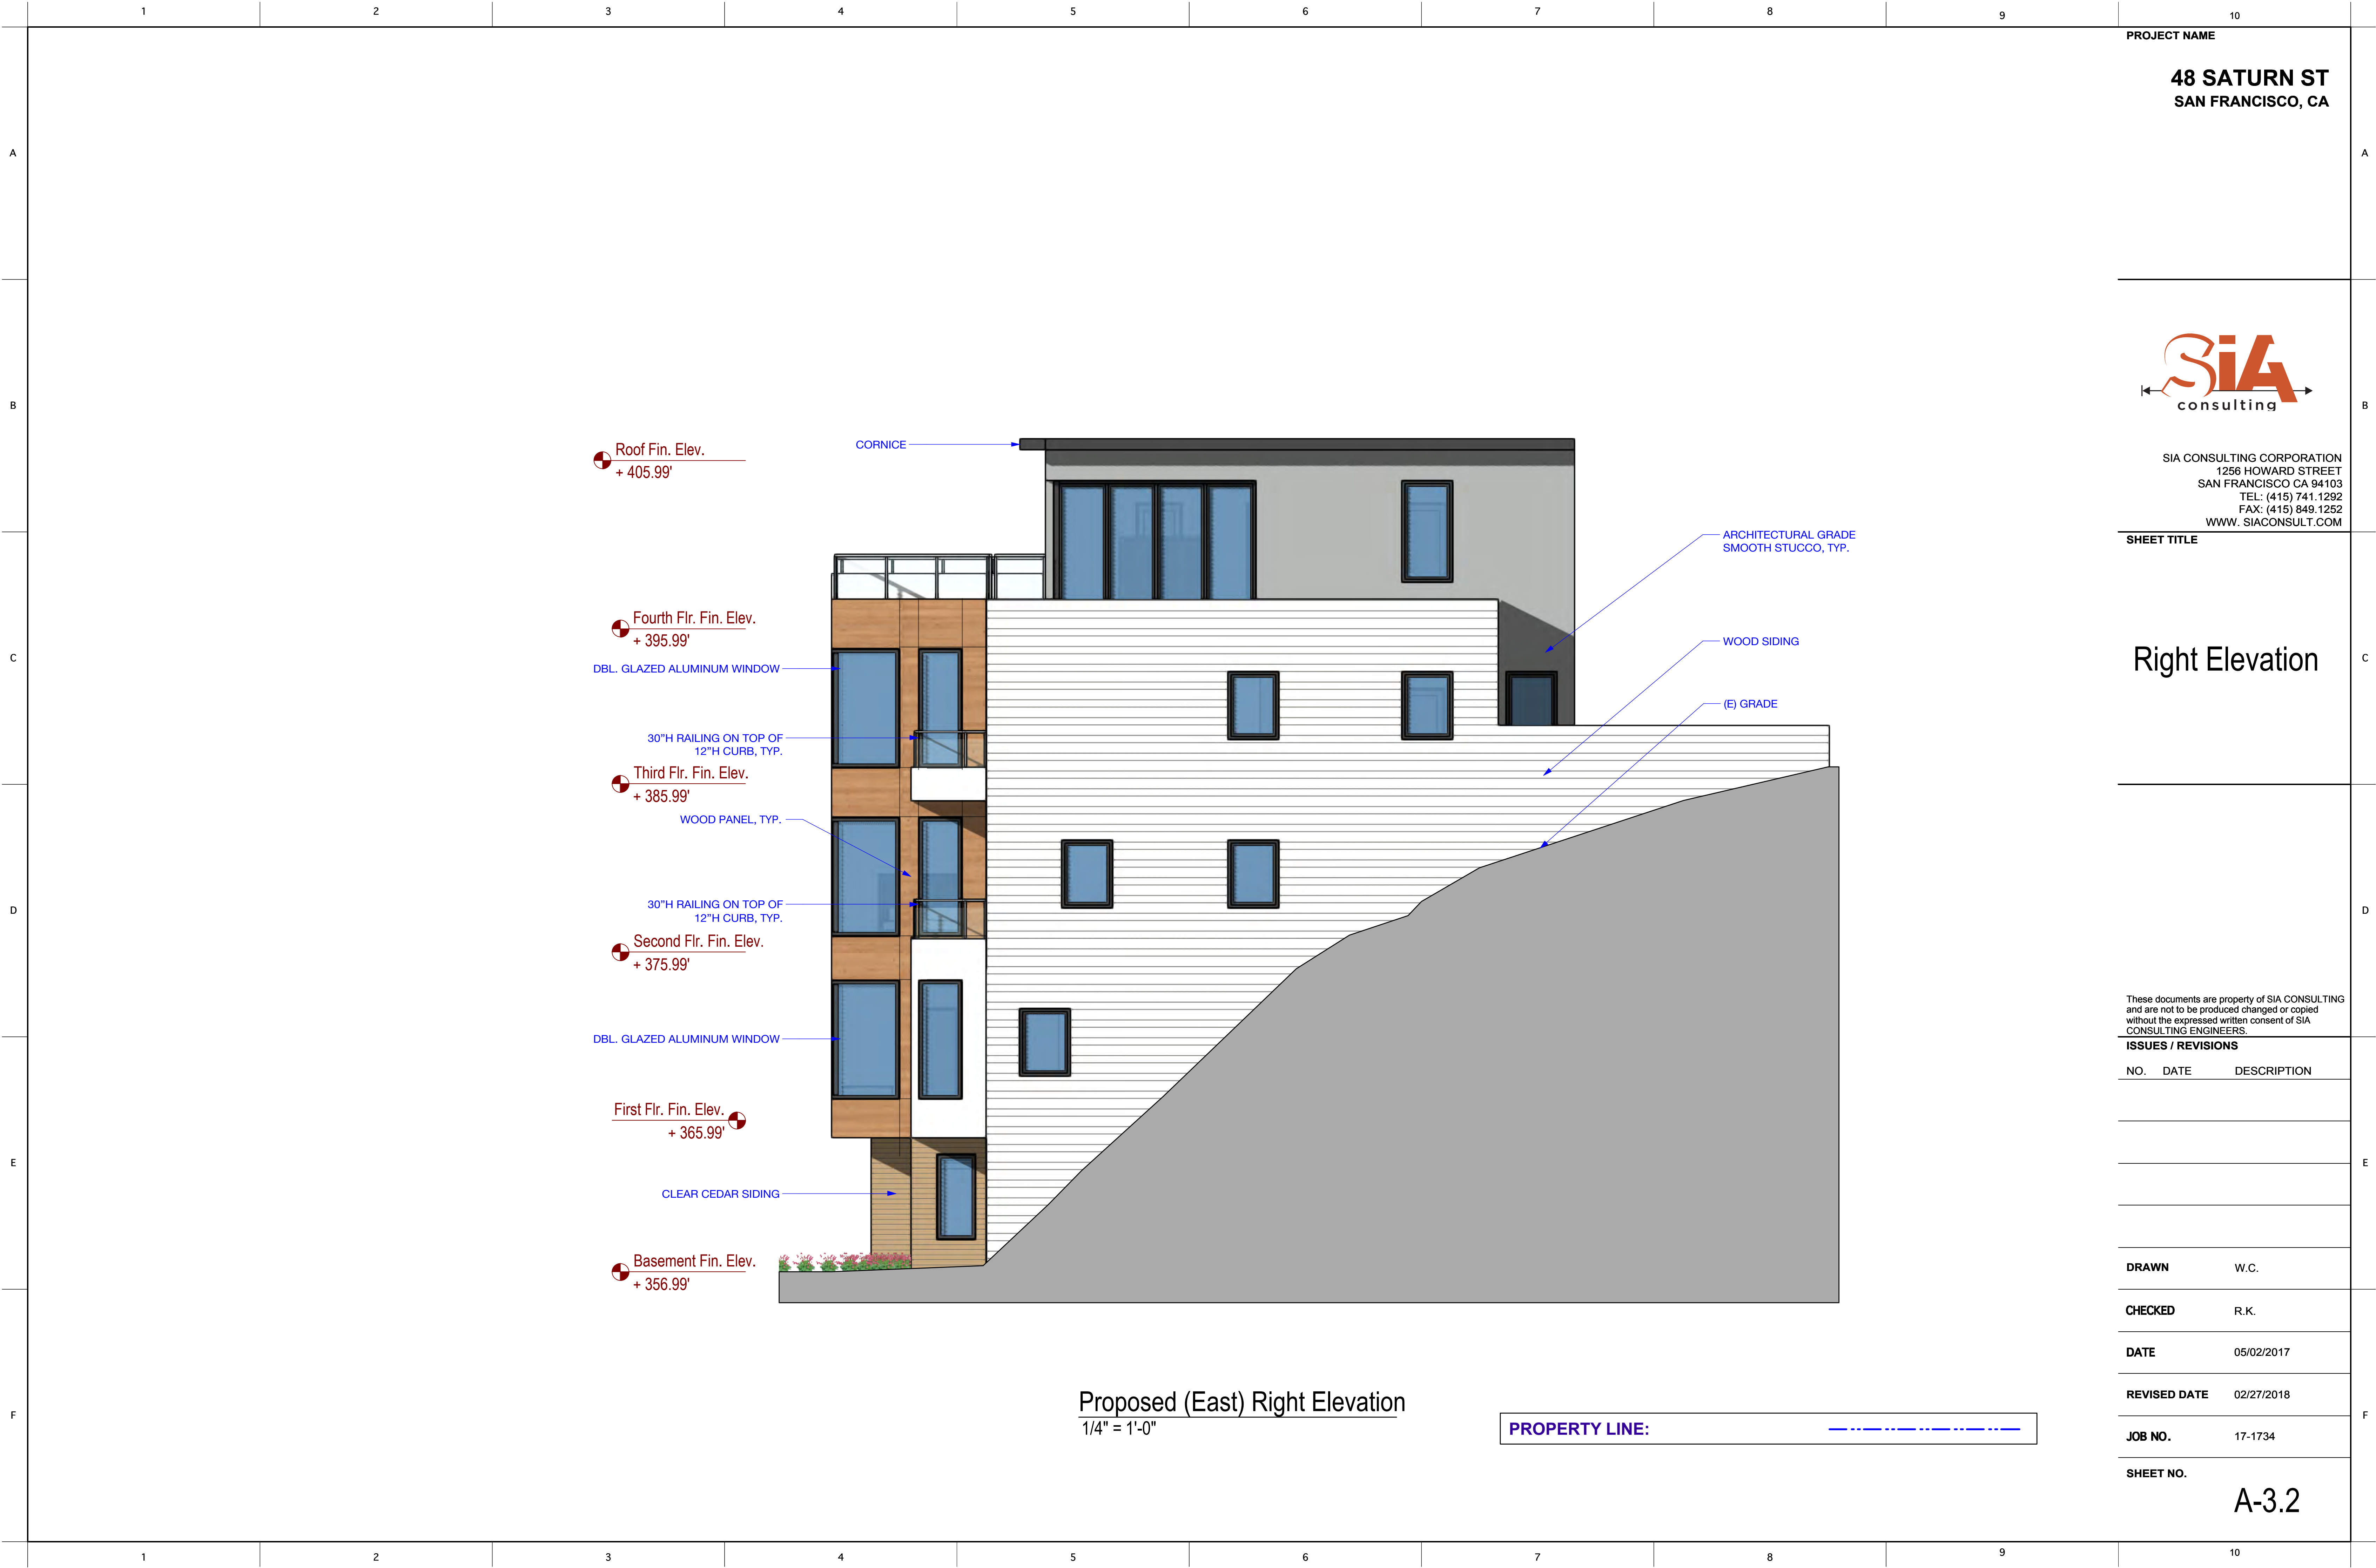 1 2 3 4 5 6 7 8 9 10
PROJECT NAME
48 SATURN ST
SAN FRANCISCO, CA
A
A
SiA
consulting
B
B
SIA CONSULTING CORPORATION
1256 HOWARD STREET
SAN FRANCISCO CA 94103
TEL: (415) 741.1292
FAX: (415) 849.1252
WWW. SIACONSULT.COM
SHEET TITLE
Right Elevation
C
C
Roof Fin. Elev.
+ 405.99'
CORNICE
ARCHITECTURAL GRADE
SMOOTH STUCCO, TYP.
Fourth Flr. Fin. Elev.
+ 395.99'
WOOD SIDING
DBL. GLAZED ALUMINUM WINDOW
(E) GRADE
30"H RAILING ON TOP OF
12"H CURB, TYP.
Third Flr. Fin. Elev.
+ 385.99'
WOOD PANEL, TYP.
30"H RAILING ON TOP OF
12"H CURB, TYP.
D
D
Second Flr. Fin. Elev.
+ 375.99'
DBL. GLAZED ALUMINUM WINDOW
First Flr. Fin. Elev.
+ 365.99'
E
E
CLEAR CEDAR SIDING
Basement Fin. Elev.
+ 356.99'
These documents are property of SIA CONSULTING
and are not to be produced changed or copied
without the expressed written consent of SIA
CONSULTING ENGINEERS.
ISSUES / REVISIONS
NO. DATE DESCRIPTION
DRAWN W.C.
CHECKED R.K.
DATE 05/02/2017
REVISED DATE 02/27/2018
JOB NO. 17-1734
SHEET NO.
A-3.2
F
F
Proposed (East) Right Elevation
1/4" = 1'-0"
PROPERTY LINE:
1 2 3 4 5 6 7 8 9 10